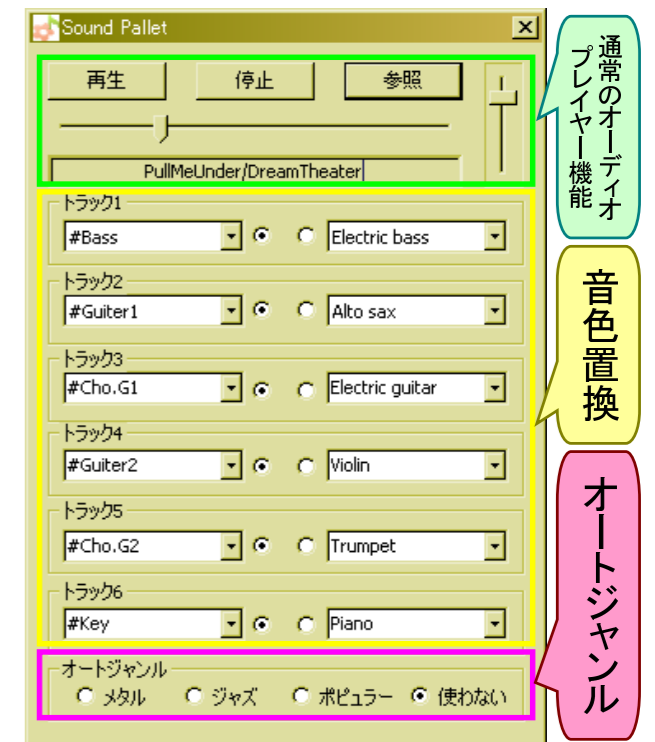 Sound Pallet
再生 停止 参照
PullMeUnder/DreamTheater
トラック1
#Bass Electric bass
トラック2
#Guiter1 Alto sax
トラック3
#Cho.G1 Electric guitar
トラック4
#Guiter2 Violin
トラック5
#Cho.G2 Trumpet
トラック6
#Key Piano
オートジャンル
メタル ジャズ ポピュラー 使わない
通常のオーディオ
プレイヤー機能
音色置換
オートジャンル